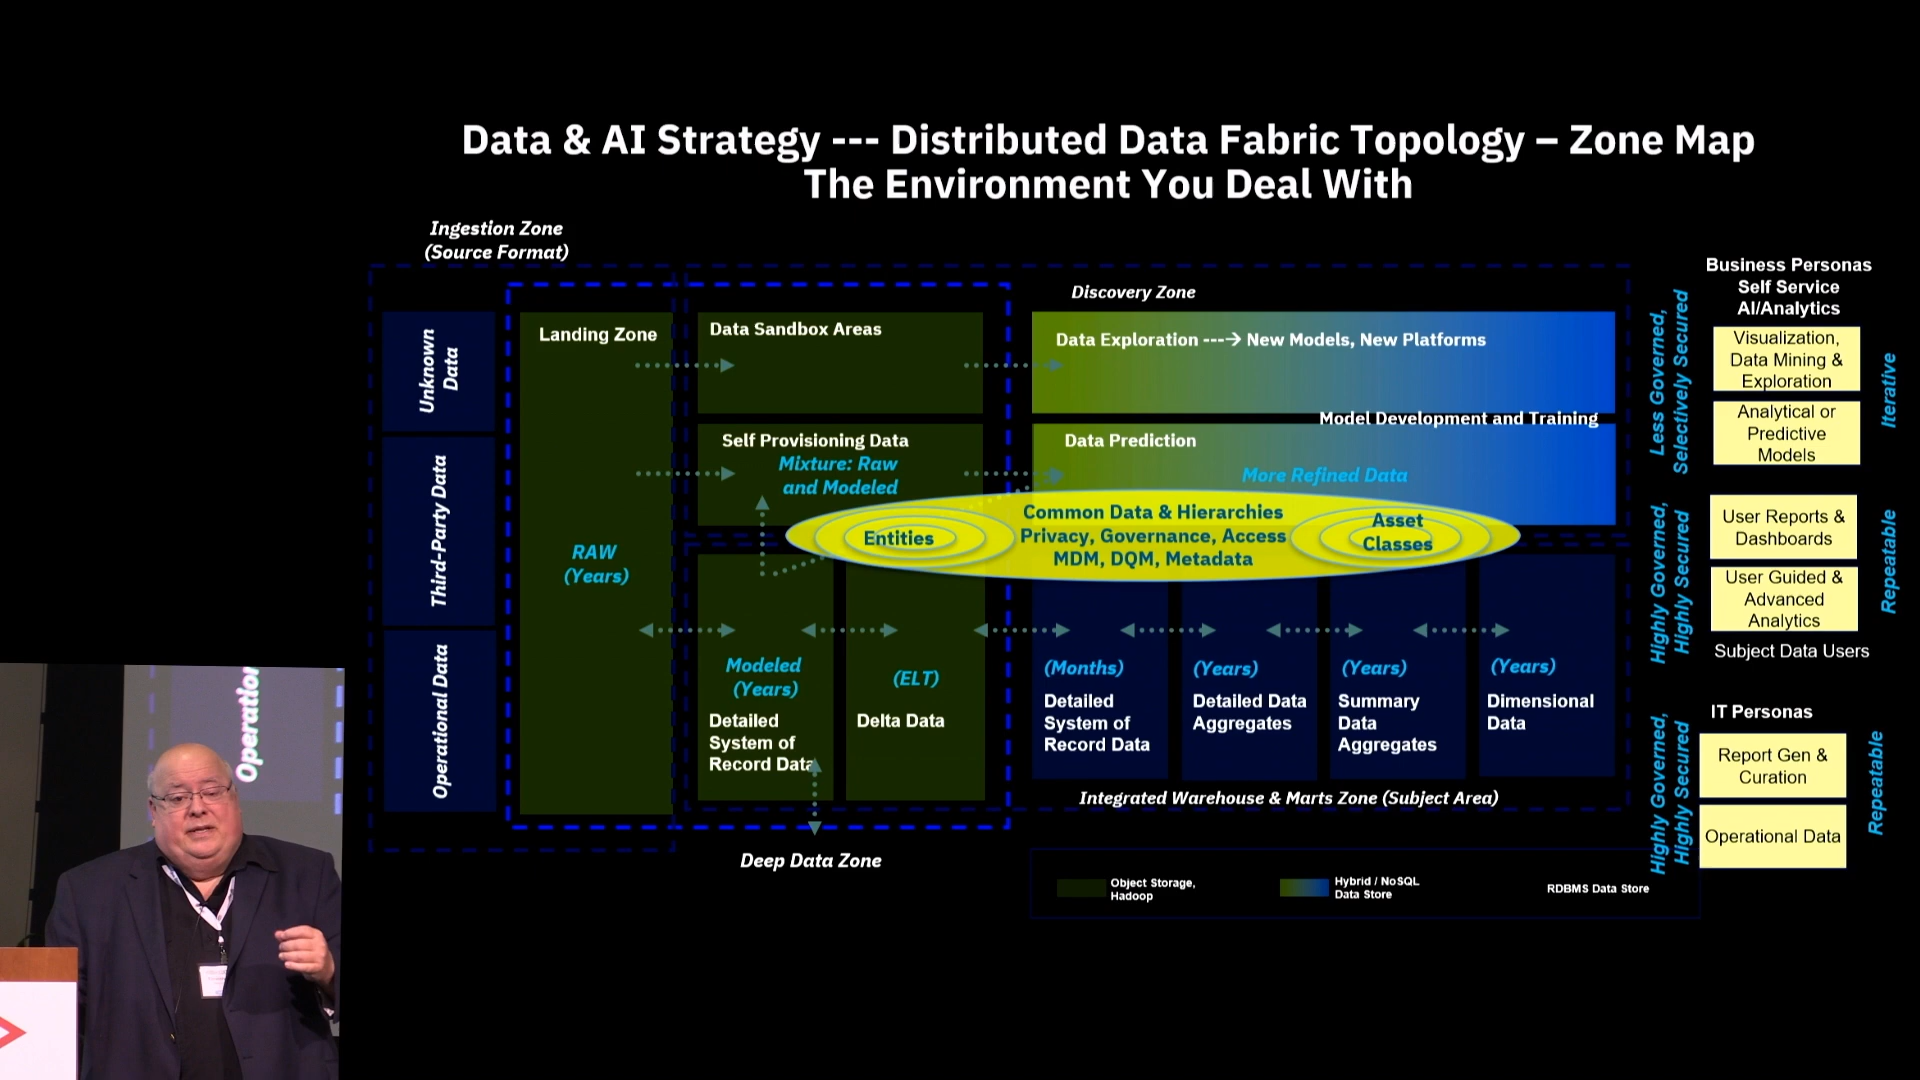 Data & AI Strategy --- Distributed Data Fabric Topology – Zone Map
The Environment You Deal With
Ingestion Zone
(Source Format)
Unknown
Data
Third-Party Data
Operational Data
Landing Zone
RAW
(Years)
Data Sandbox Areas
Self Provisioning Data
Mixture: Raw
and Modeled
Modeled
(Years)
Detailed
System of
Record Data
(ELT)
Delta Data
Deep Data Zone
Discovery Zone
Data Exploration ---→ New Models, New Platforms
Model Development and Training
Data Prediction
More Refined Data
Entities
Common Data & Hierarchies
Privacy, Governance, Access
MDM, DQM, Metadata
Asset
Classes
(Months)
Detailed
System of
Record Data
(Years)
Detailed Data
Aggregates
(Years)
Summary
Data
Aggregates
(Years)
Dimensional
Data
Integrated Warehouse & Marts Zone (Subject Area)
Object Storage,
Hadoop
Hybrid / NoSQL
Data Store
RDBMS Data Store
Less Governed,
Selectively Secured
Highly Governed,
Highly Secured
Highly Governed,
Highly Secured
Business Personas
Self Service
AI/Analytics
Visualization,
Data Mining &
Exploration
Analytical or
Predictive
Models
Iterative
User Reports &
Dashboards
User Guided &
Advanced
Analytics
Repeatable
Subject Data Users
IT Personas
Report Gen &
Curation
Operational Data
Repeatable
Operation